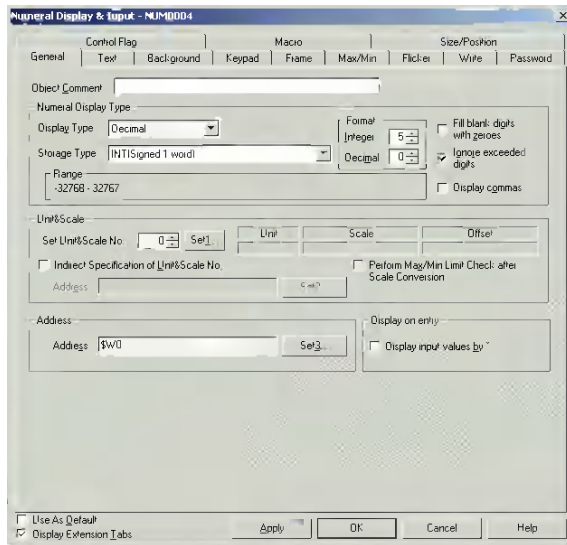 Numeral Display & Input - NUM0004
Control Flag Macro Size/Position
General Text Background Keypad Frame Max/Min Flicker Write Password
Object Comment
Numeral Display Type
Display Type Decimal
Storage Type INT(Signed 1 word)
Format
Integer 5
Decimal 0
Fill blank digits with zeroes
Ignore exceeded digits
Display commas
Range
-32768 - 32767
Unit&Scale
Set Unit&Scale No. 0 Set1...
Unit Scale Offset
Indirect Specification of Unit&Scale No.
Address
Perform Max/Min Limit Check after
Scale Conversion
Address
Address $W0 Set3...
Display on entry
Display input values by *
Use As Default
Display Extension Tabs
Apply OK Cancel Help